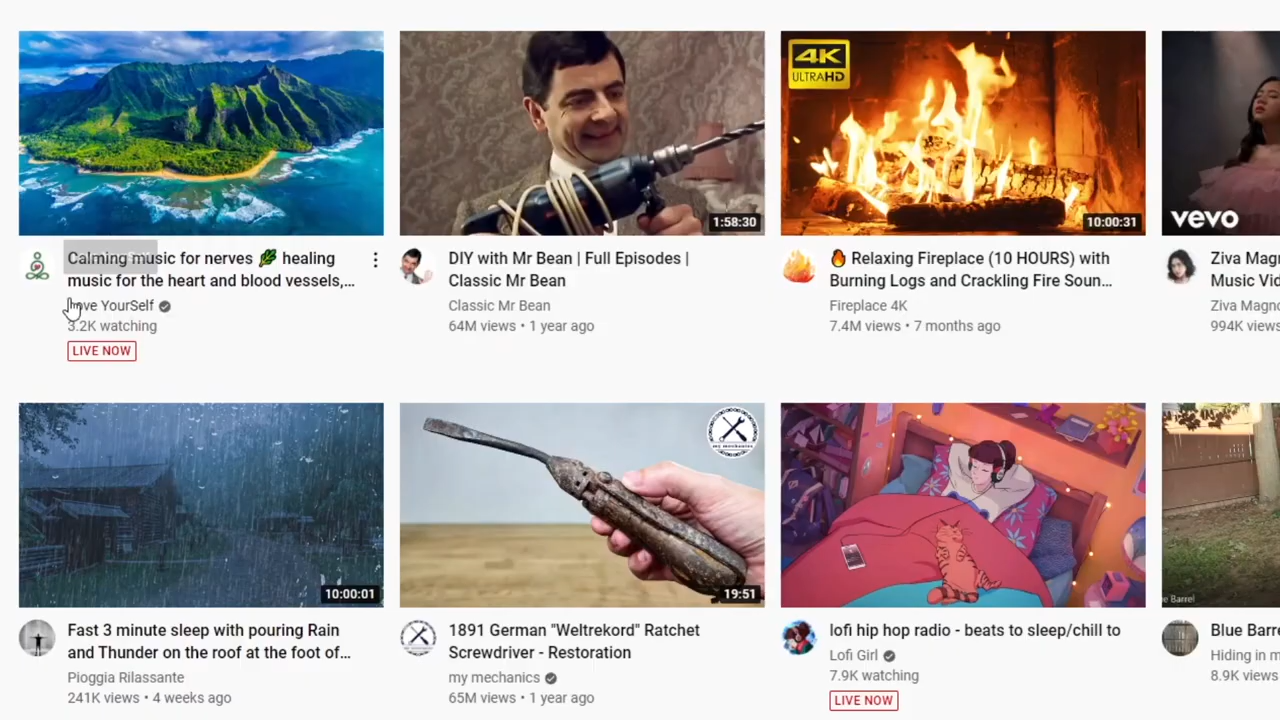 4K
ULTRA HD
1:58:30
10:00:31
vevo
Calming music for nerves 🌿 healing
music for the heart and blood vessels,...
YourSelf
3.2K watching
LIVE NOW
DIY with Mr Bean | Full Episodes |
Classic Mr Bean
Classic Mr Bean
64M views • 1 year ago
🔥 Relaxing Fireplace (10 HOURS) with
Burning Logs and Crackling Fire Soun...
Fireplace 4K
7.4M views • 7 months ago
Ziva Magn
Music Vid
Ziva Magno
994K views
my mechanics
10:00:01
19:51
e Barrel
Fast 3 minute sleep with pouring Rain
and Thunder on the roof at the foot of...
Pioggia Rilassante
241K views • 4 weeks ago
1891 German "Weltrekord" Ratchet
Screwdriver - Restoration
my mechanics
65M views • 1 year ago
lofi hip hop radio - beats to sleep/chill to
Lofi Girl
7.9K watching
LIVE NOW
Blue Barre
Hiding in m
8.9K views